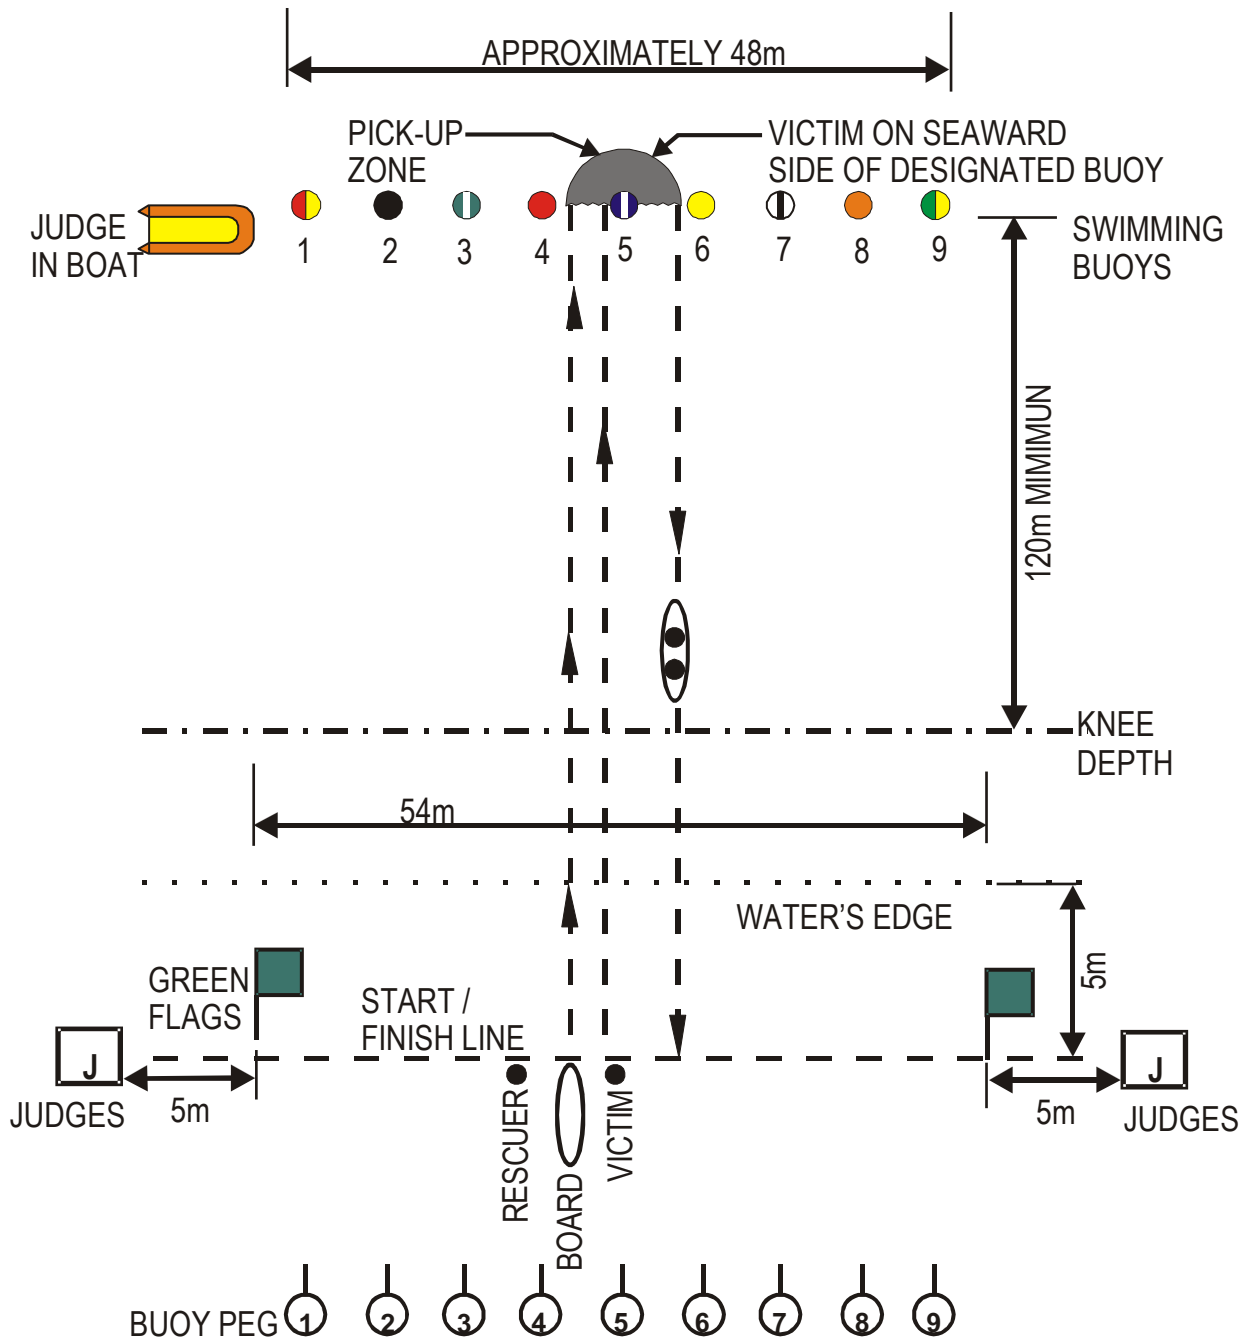 APPROXIMATELY 48m
PICK-UP
ZONE
VICTIM ON SEAWARD
SIDE OF DESIGNATED BUOY
JUDGE
IN BOAT
1 2 3 4 5 6 7 8 9
SWIMMING
BUOYS
120m MIMIMUN
KNEE
DEPTH
54m
WATER'S EDGE
5m
GREEN
FLAGS
START /
FINISH LINE
J
JUDGES
5m
RESCUER
BOARD
VICTIM
5m
J
JUDGES
BUOY PEG 1 2 3 4 5 6 7 8 9